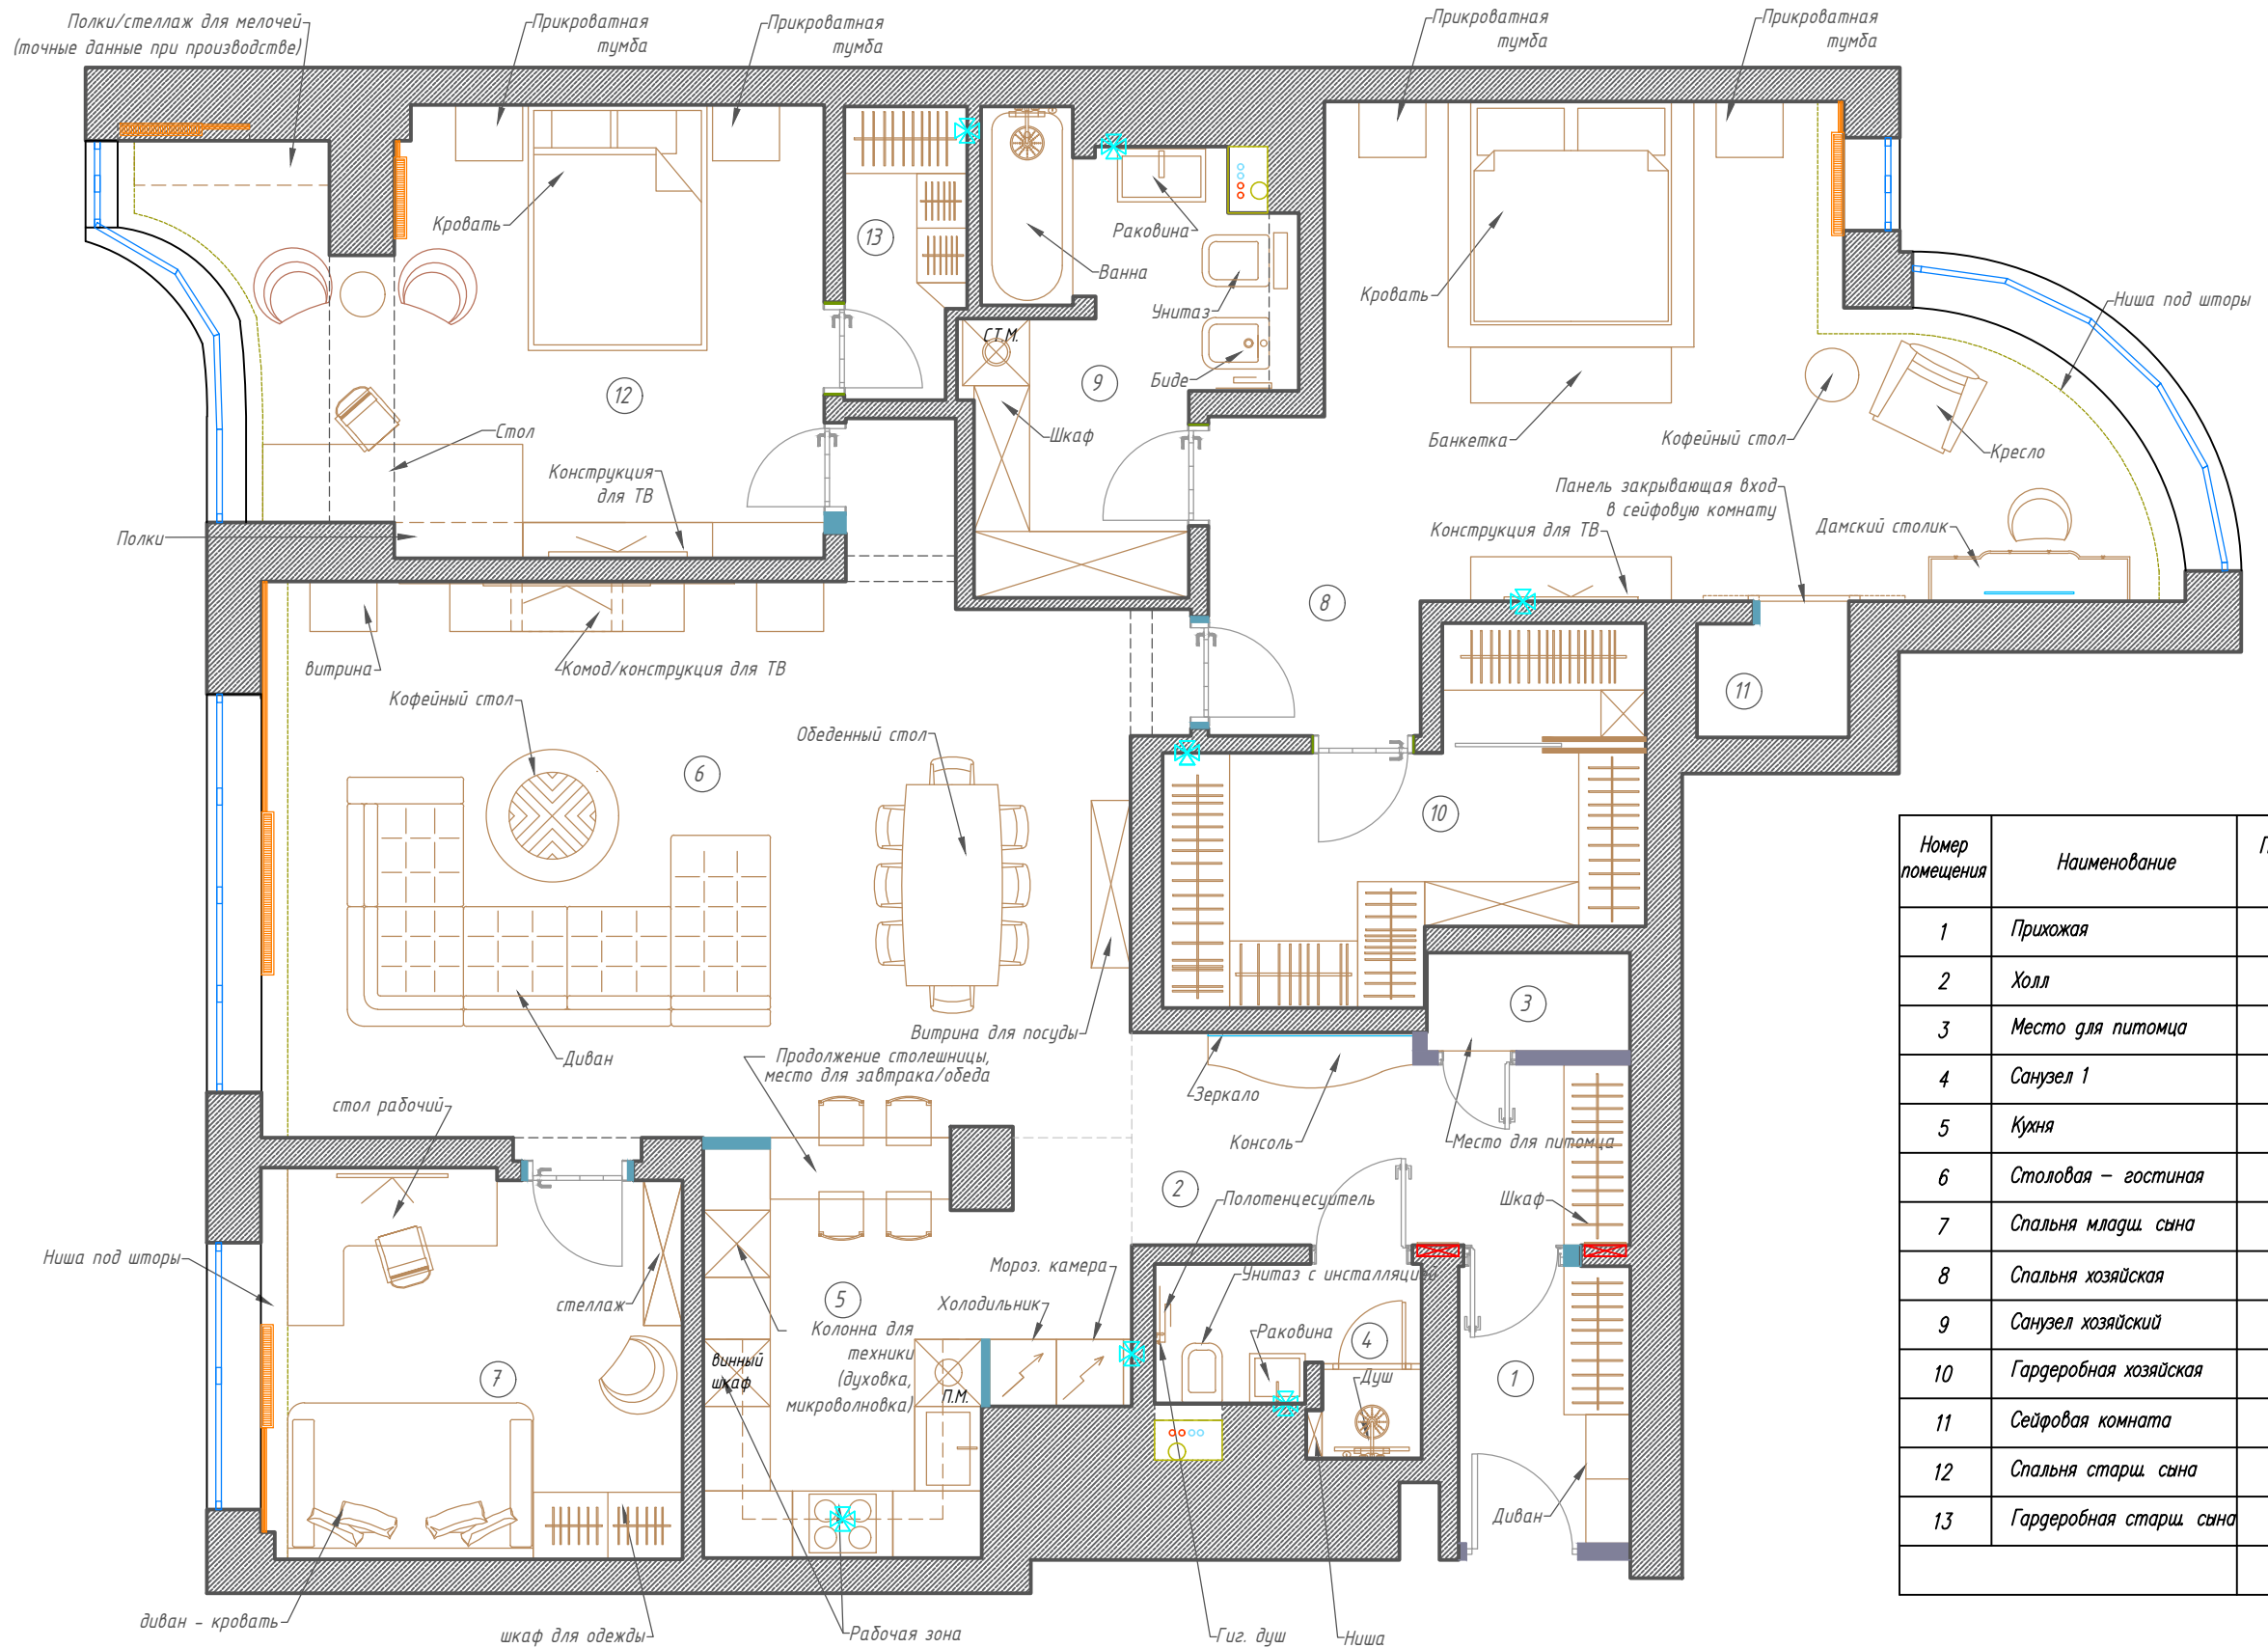 Полки/стеллаж для мелочей
(точные данные при производстве)
Прикроватная
тумба
Прикроватная
тумба
Прикроватная
тумба
Прикроватная
тумба
Кровать
13
Раковина
Ванна
Унитаз
СТ.М.
Биде
9
Шкаф
12
Стол
Конструкция
для ТВ
Полки
Кровать
Ниша под шторы
Банкетка
Кофейный стол
Кресло
Панель закрывающая вход
в сейфовую комнату
Конструкция для ТВ
Дамский столик
8
11
витрина
Комод/конструкция для ТВ
Кофейный стол
Обеденный стол
6
10
Витрина для посуды
Диван
Продолжение столешницы,
место для завтрака/обеда
3
Зеркало
Консоль
Место для питомца
стол рабочий
2
Полотенцесушитель
Шкаф
Ниша под шторы
стеллаж
5
Мороз. камера
Холодильник
Унитаз с инсталляцией
Колонна для
техники
(духовка,
микроволновка)
винный
шкаф
П.М.
Раковина
4
Душ
7
1
Диван
диван - кровать
шкаф для одежды
Рабочая зона
Гиг. душ
Ниша
Номер
помещения
Наименование
1 Прихожая
2 Холл
3 Место для питомца
4 Санузел 1
5 Кухня
6 Столовая – гостиная
7 Спальня младш. сына
8 Спальня хозяйская
9 Санузел хозяйский
10 Гардеробная хозяйская
11 Сейфовая комната
12 Спальня старш. сына
13 Гардеробная старш. сына